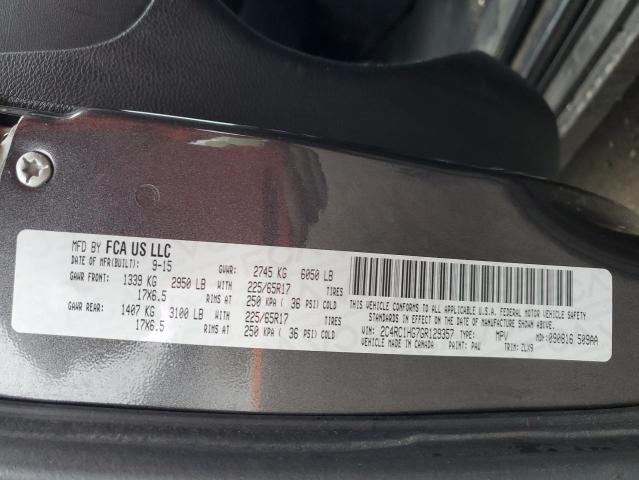 MFD BY FCA US LLC
DATE OF MFR(BUILT): 9-15 GVWR: 2745 KG 6050 LB
GAWR FRONT: 1339 KG 2950 LB WITH 225/65R17 TIRES
17X6.5 RIMS AT 250 KPA ( 36 PSI) COLD
GAWR REAR: 1407 KG 3100 LB WITH 225/65R17 TIRES
17X6.5 RIMS AT 250 KPA ( 36 PSI) COLD
THIS VEHICLE CONFORMS TO ALL APPLICABLE U.S.A. FEDERAL MOTOR VEHICLE SAFETY
STANDARDS IN EFFECT ON THE DATE OF MANUFACTURE SHOWN ABOVE.
VIN: 2C4RC1HG7GR129357 TYPE: MPV MDH: 090816 509AA
VEHICLE MADE IN CANADA PAINT: PAU TRIM: ZLX9